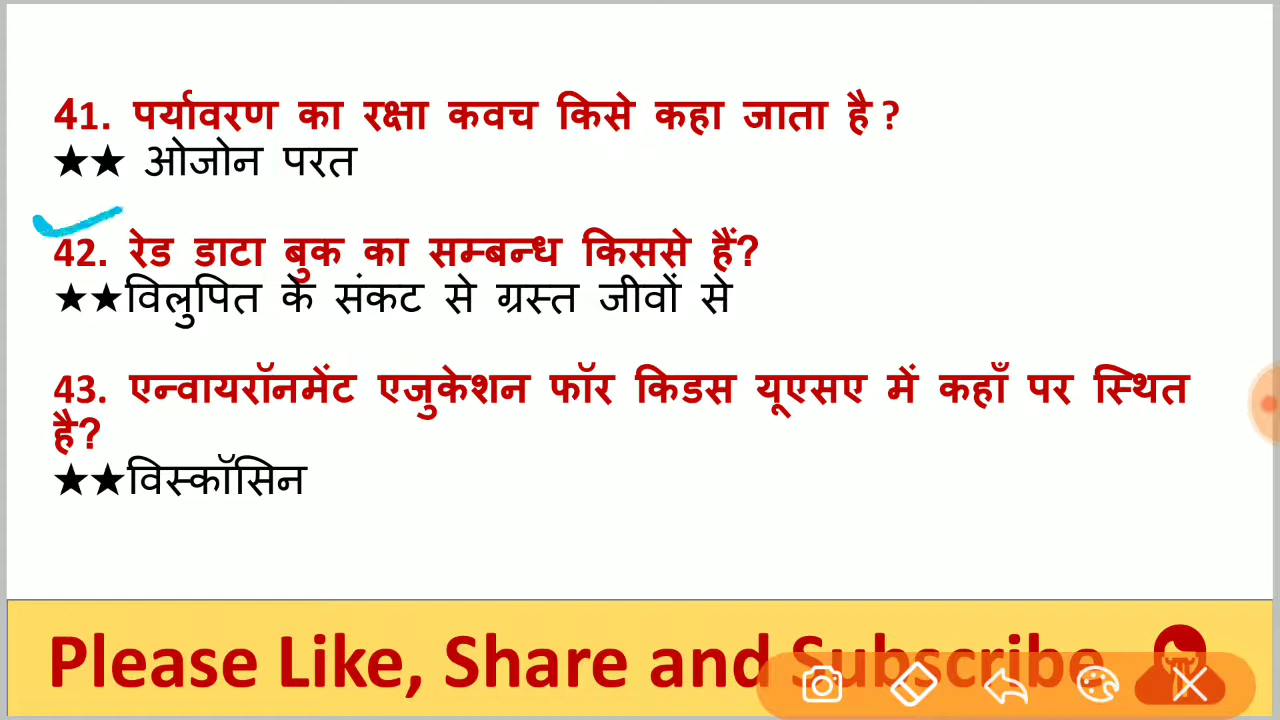 41. पर्यावरण का रक्षा कवच किसे कहा जाता है ?
★★ ओजोन परत
42. रेड डाटा बुक का सम्बन्ध किससे हैं?
★★विलुपित के संकट से ग्रस्त जीवों से
43. एन्वायरॉनमेंट एजुकेशन फॉर किडस यूएसए में कहाँ पर स्थित
है?
★★विस्कॉसिन
Please Like, Share and Subscribe